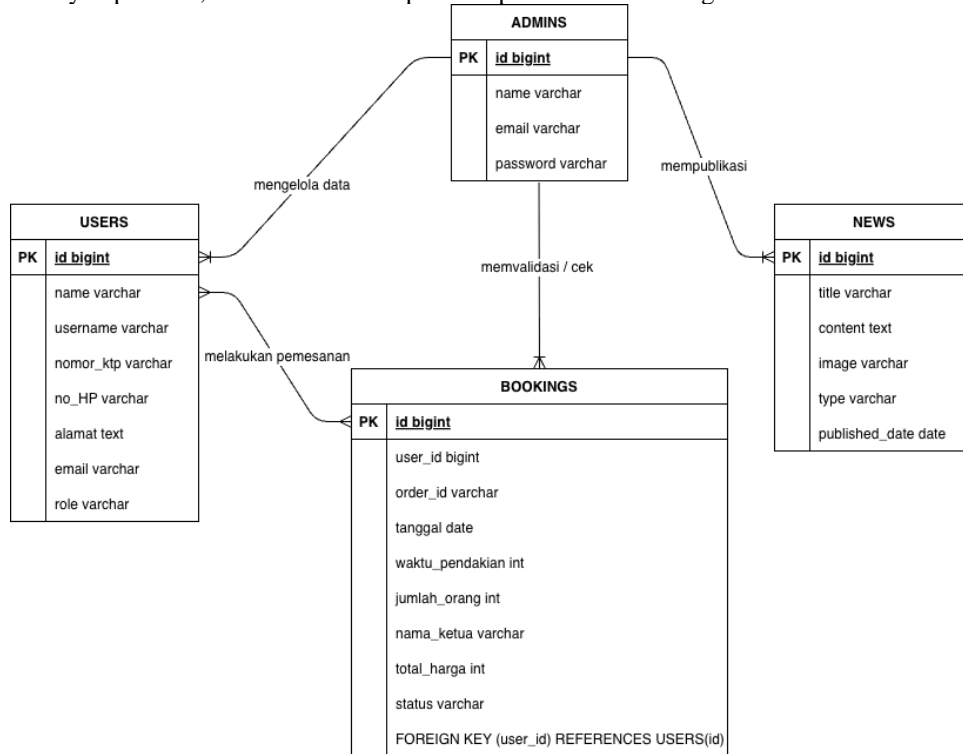 ADMINS
PK id bigint
name varchar
email varchar
password varchar
mengelola data
mempublikasi
memvalidasi / cek
melakukan pemesanan
USERS
PK id bigint
name varchar
username varchar
nomor_ktp varchar
no_HP varchar
alamat text
email varchar
role varchar
NEWS
PK id bigint
title varchar
content text
image varchar
type varchar
published_date date
BOOKINGS
PK id bigint
user_id bigint
order_id varchar
tanggal date
waktu_pendakian int
jumlah_orang int
nama_ketua varchar
total_harga int
status varchar
FOREIGN KEY (user_id) REFERENCES USERS(id)